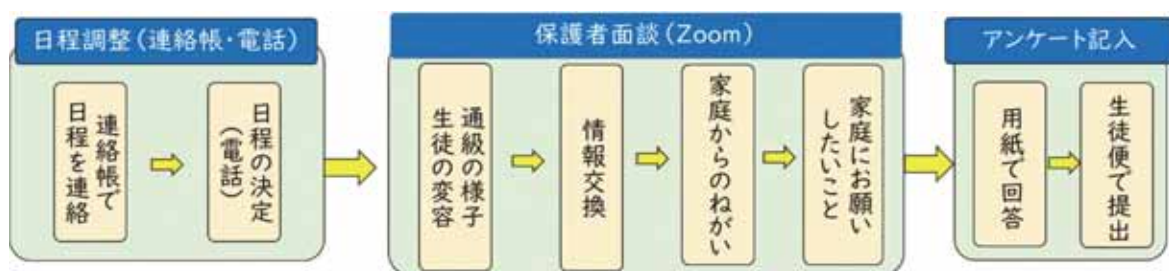 日程調整(連絡帳・電話)
連絡帳で
日程を連絡
日程の決定
(電話)
保護者面談(Zoom)
通級の様子
生徒の変容
情報交換
家庭からのねがい
家庭にお願い
したいこと
アンケート記入
用紙で回答
生徒便で提出